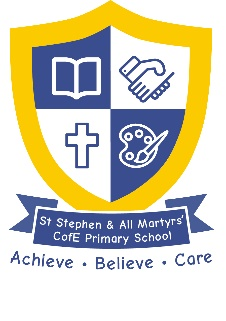 St Stephen & All Martyrs'
CofE Primary School
Achieve • Believe • Care